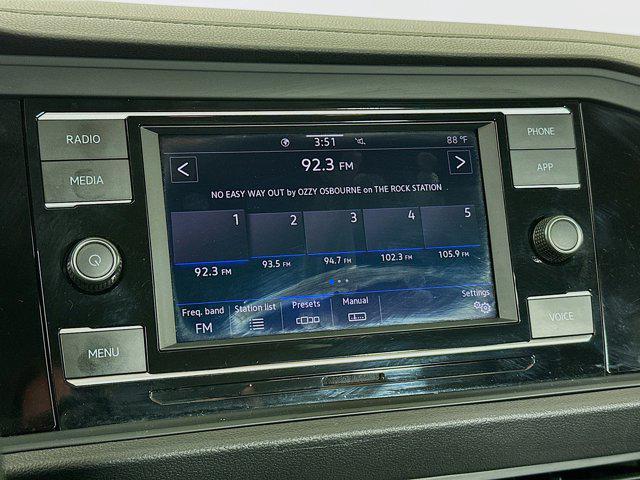 RADIO
MEDIA
MENU
3:51
88 °F
<
92.3 FM
>
NO EASY WAY OUT by OZZY OSBOURNE on THE ROCK STATION .
1 2 3 4 5
92.3 FM 93.5 FM 94.7 FM 102.3 FM 105.9 FM
Freq. band Station list Presets Manual Settings
FM
PHONE
APP
VOICE